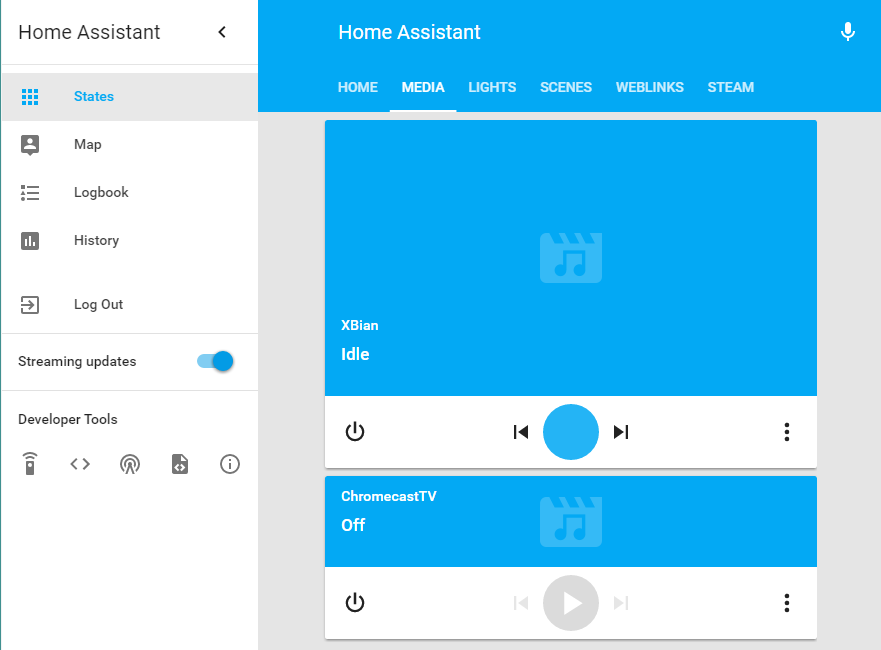 Home Assistant
States
Map
Logbook
History
Log Out
Streaming updates
Developer Tools
Home Assistant
HOME MEDIA LIGHTS SCENES WEBLINKS STEAM
XBian
Idle
ChromecastTV
Off